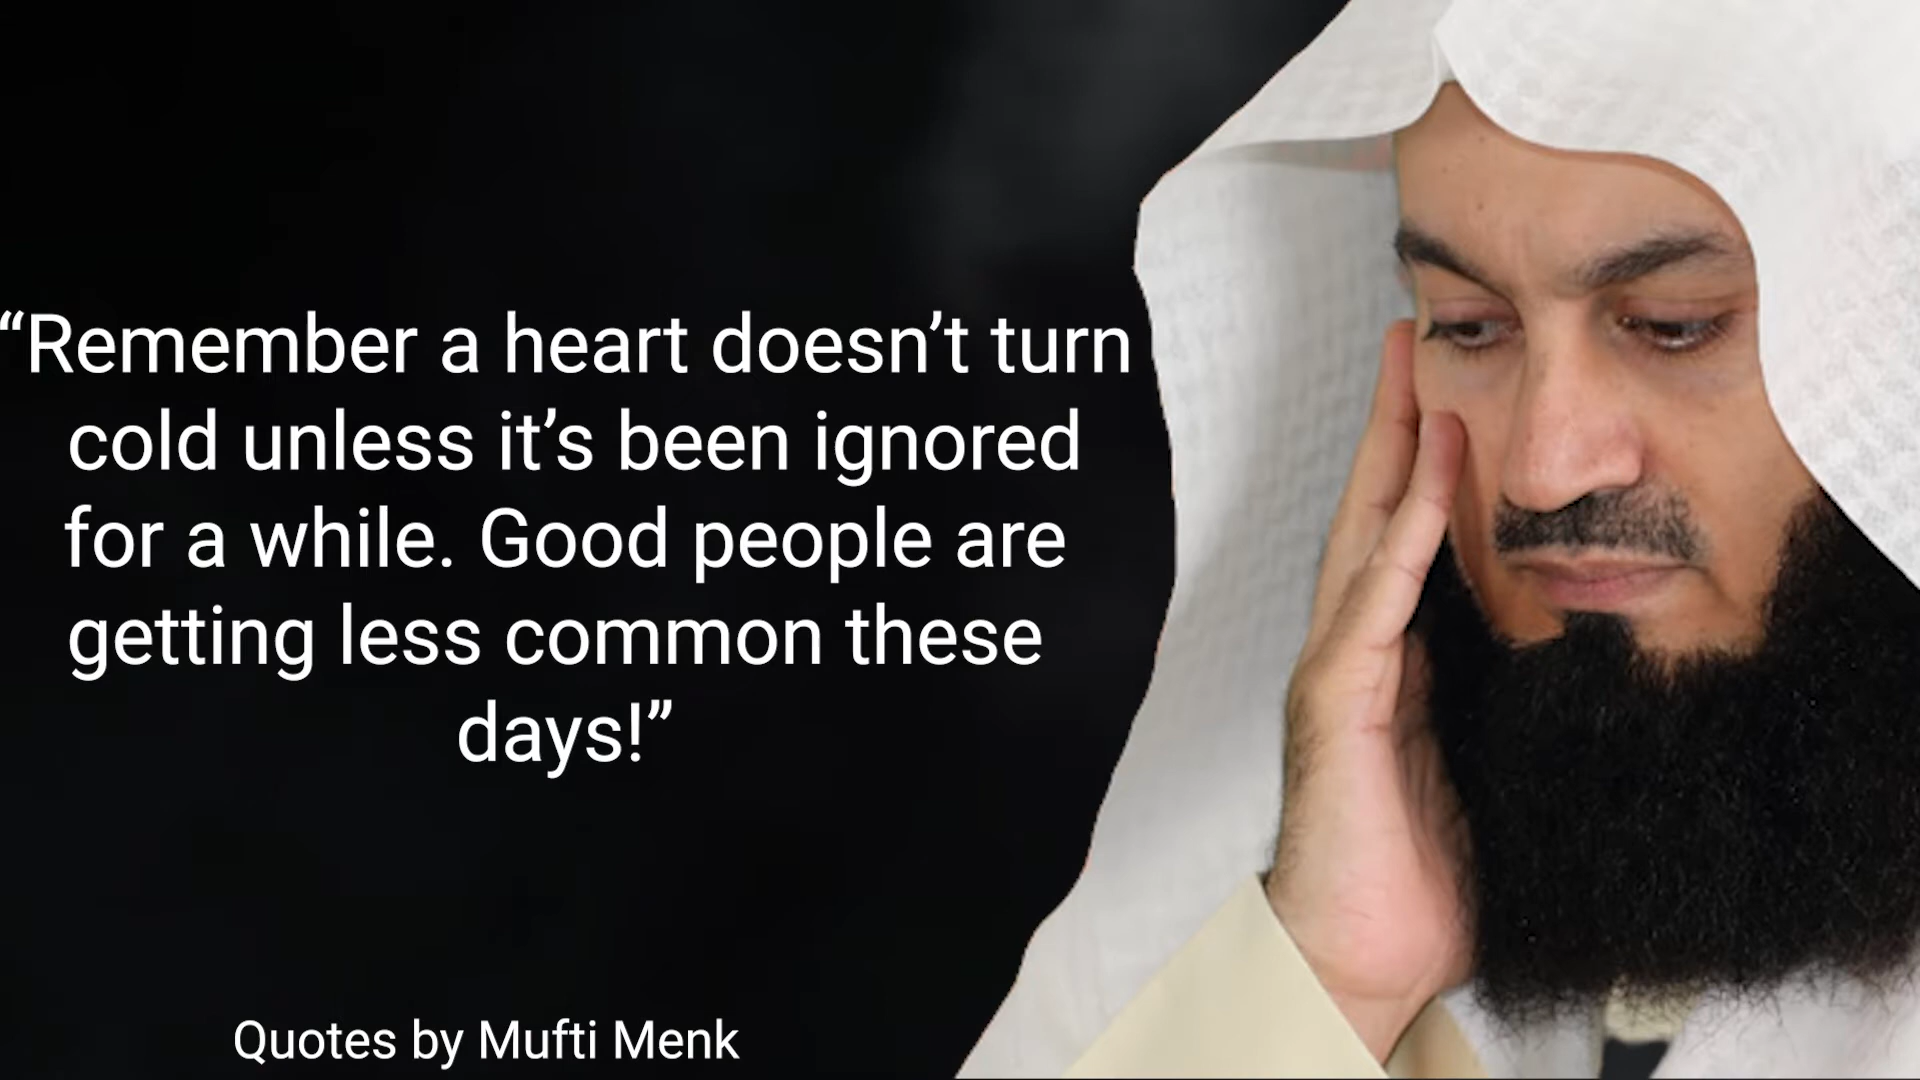 “Remember a heart doesn’t turn
cold unless it’s been ignored
for a while. Good people are
getting less common these
days!”
Quotes by Mufti Menk